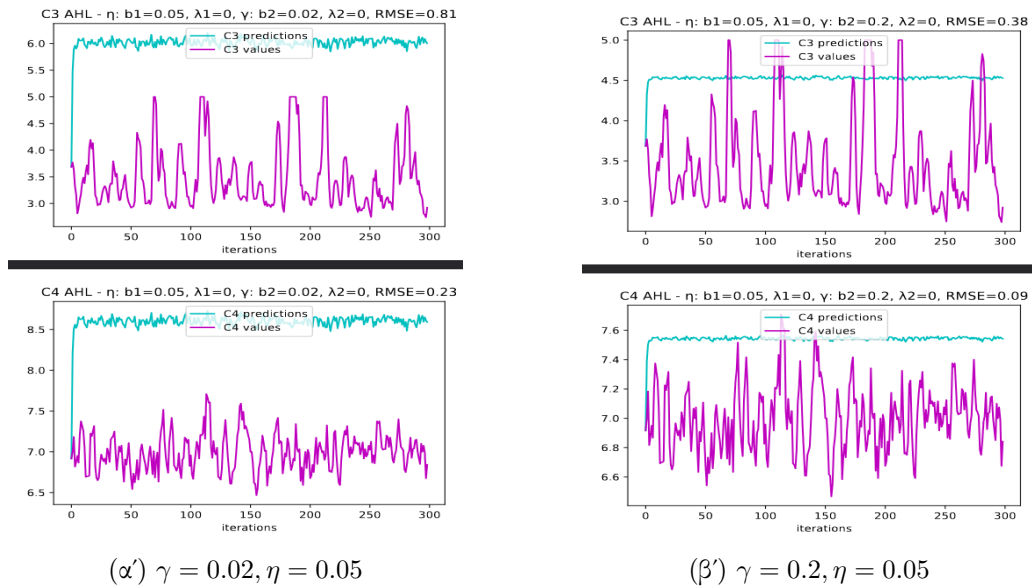 C3 AHL - η: b1=0.05, λ1=0, γ: b2=0.02, λ2=0, RMSE=0.81
C3 predictions
C3 values
6.0
5.5
5.0
4.5
4.0
3.5
3.0
0 50 100 150 200 250 300
iterations
C4 AHL - η: b1=0.05, λ1=0, γ: b2=0.02, λ2=0, RMSE=0.23
C4 predictions
C4 values
8.5
8.0
7.5
7.0
6.5
0 50 100 150 200 250 300
iterations
(α΄) γ = 0.02, η = 0.05
C3 AHL - η: b1=0.05, λ1=0, γ: b2=0.2, λ2=0, RMSE=0.38
C3 predictions
C3 values
5.0
4.5
4.0
3.5
3.0
0 50 100 150 200 250 300
iterations
C4 AHL - η: b1=0.05, λ1=0, γ: b2=0.2, λ2=0, RMSE=0.09
C4 predictions
C4 values
7.6
7.4
7.2
7.0
6.8
6.6
0 50 100 150 200 250 300
iterations
(β΄) γ = 0.2, η = 0.05